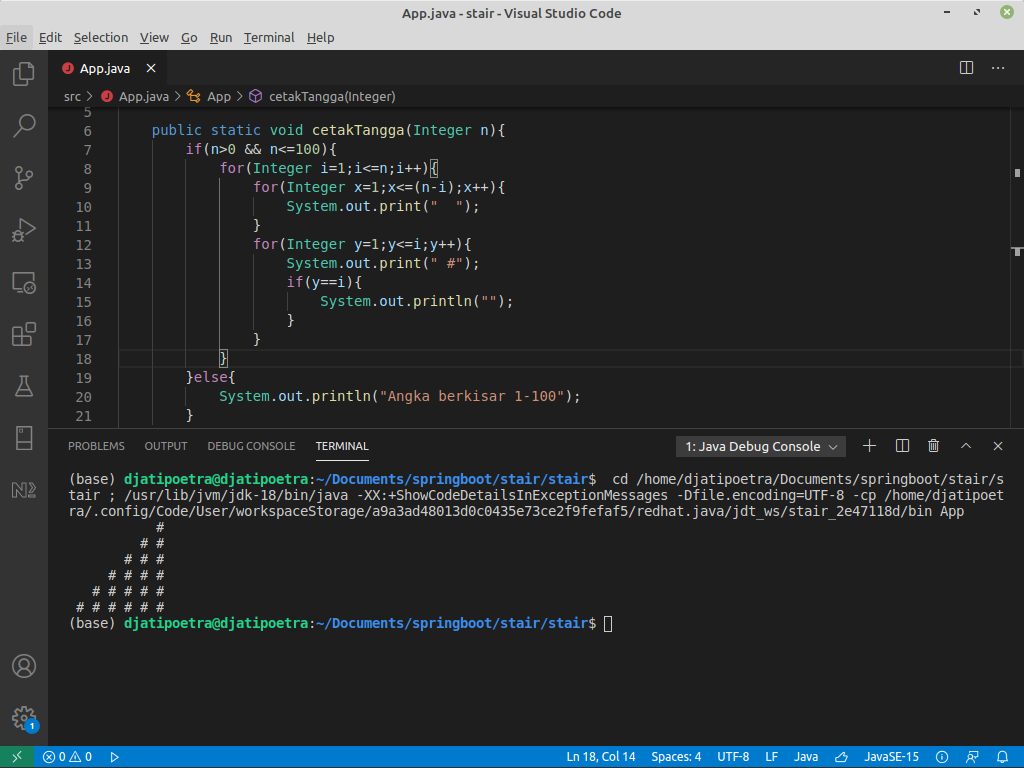 App.java - stair - Visual Studio Code
File Edit Selection View Go Run Terminal Help
App.java
src > App.java > App > cetakTangga(Integer)
5
6 public static void cetakTangga(Integer n){
7 if(n>0 && n<=100){
8 for(Integer i=1;i<=n;i++){
9 for(Integer x=1;x<=(n-i);x++){
10 System.out.print("  ");
11 }
12 for(Integer y=1;y<=i;y++){
13 System.out.print(" #");
14 if(y==i){
15 System.out.println("");
16 }
17 }
18 }
19 }else{
20 System.out.println("Angka berkisar 1-100");
21 }
PROBLEMS OUTPUT DEBUG CONSOLE TERMINAL 1: Java Debug Console
(base) djatipoetra@djatipoetra:~/Documents/springboot/stair/stair$  cd /home/djatipoetra/Documents/springboot/stair/s
tair ; /usr/lib/jvm/jdk-18/bin/java -XX:+ShowCodeDetailsInExceptionMessages -Dfile.encoding=UTF-8 -cp /home/djatipoet
ra/.config/Code/User/workspaceStorage/a9a3ad48013d0c0435e73ce2f9fefaf5/redhat.java/jdt_ws/stair_2e47118d/bin App
#
# #
# # #
# # # #
# # # # #
# # # # # #
(base) djatipoetra@djatipoetra:~/Documents/springboot/stair/stair$
1
0 0 Ln 18, Col 14 Spaces: 4 UTF-8 LF Java JavaSE-15